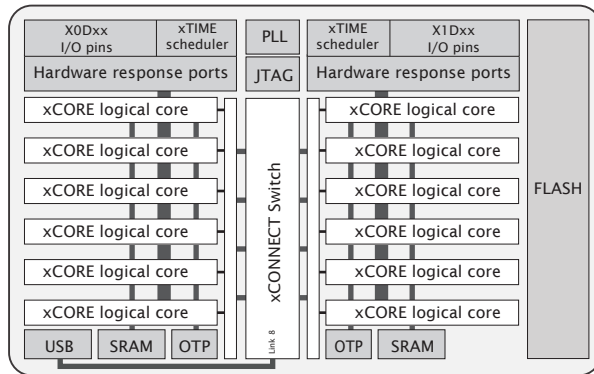 X0Dxx
I/O pins
xTIME
scheduler
PLL
xTIME
scheduler
X1Dxx
I/O pins
Hardware response ports
JTAG
Hardware response ports
xCORE logical core
xCORE logical core
xCORE logical core
xCORE logical core
xCORE logical core
xCORE logical core
xCONNECT Switch
Link 8
xCORE logical core
xCORE logical core
xCORE logical core
xCORE logical core
xCORE logical core
xCORE logical core
FLASH
USB
SRAM
OTP
OTP
SRAM